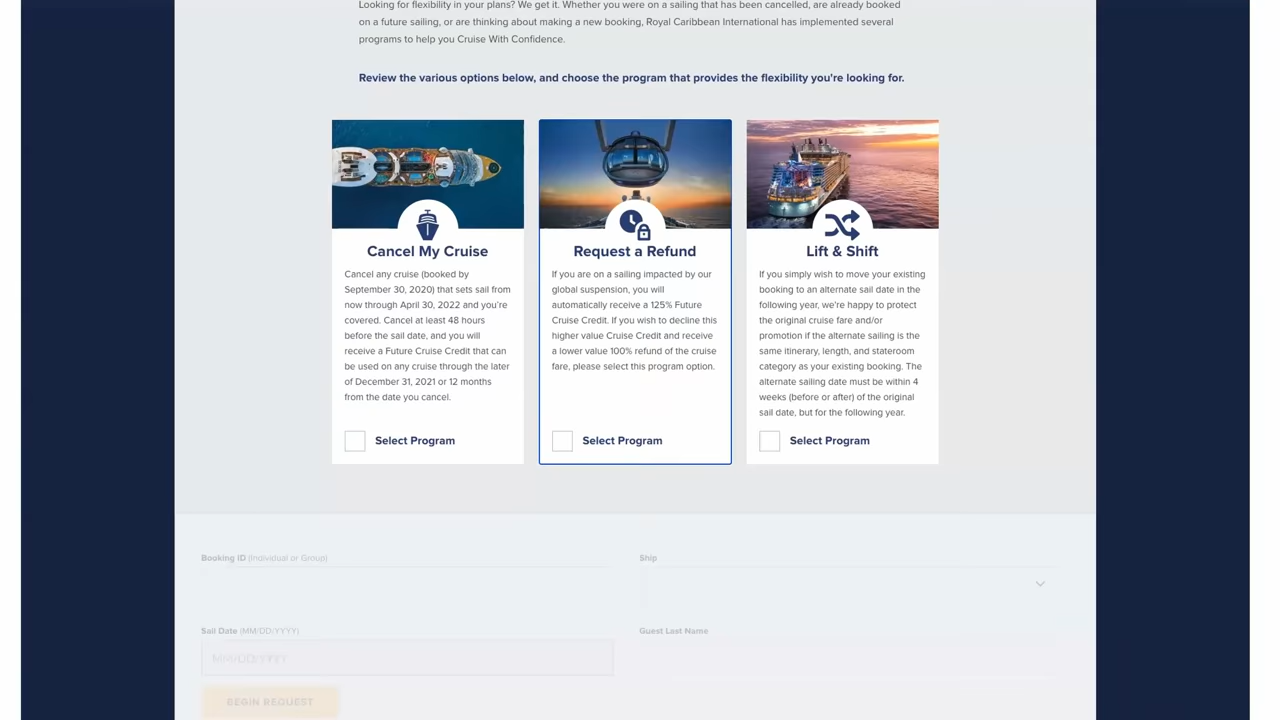 Looking for flexibility in your plans? We get it. Whether you were on a sailing that has been cancelled, are already booked
on a future sailing, or are thinking about making a new booking, Royal Caribbean International has implemented several
programs to help you Cruise With Confidence.
Review the various options below, and choose the program that provides the flexibility you're looking for.
Cancel My Cruise
Cancel any cruise (booked by
September 30, 2020) that sets sail from
now through April 30, 2022 and you're
covered. Cancel at least 48 hours
before the sail date, and you will
receive a Future Cruise Credit that can
be used on any cruise through the later
of December 31, 2021 or 12 months
from the date you cancel.
Select Program
Request a Refund
If you are on a sailing impacted by our
global suspension, you will
automatically receive a 125% Future
Cruise Credit. If you wish to decline this
higher value Cruise Credit and receive
a lower value 100% refund of the cruise
fare, please select this program option.
Select Program
Lift & Shift
If you simply wish to move your existing
booking to an alternate sail date in the
following year, we're happy to protect
the original cruise fare and/or
promotion if the alternate sailing is the
same itinerary, length, and stateroom
category as your existing booking. The
alternate sailing date must be within 4
weeks (before or after) of the original
sail date, but for the following year.
Select Program
Booking ID (Individual or Group)
Ship
Sail Date (MM/DD/YYYY)
Guest Last Name
MM/DD/YYYY
BEGIN REQUEST